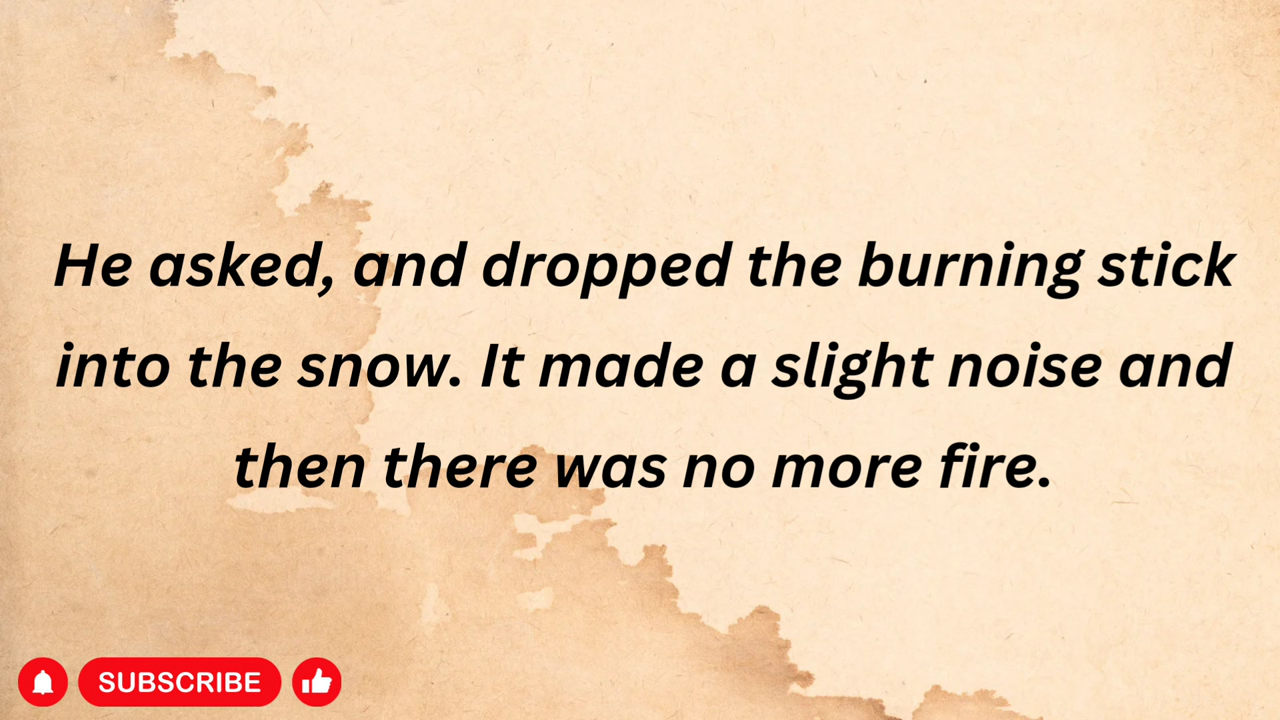 He asked, and dropped the burning stick
into the snow. It made a slight noise and
then there was no more fire.
SUBSCRIBE